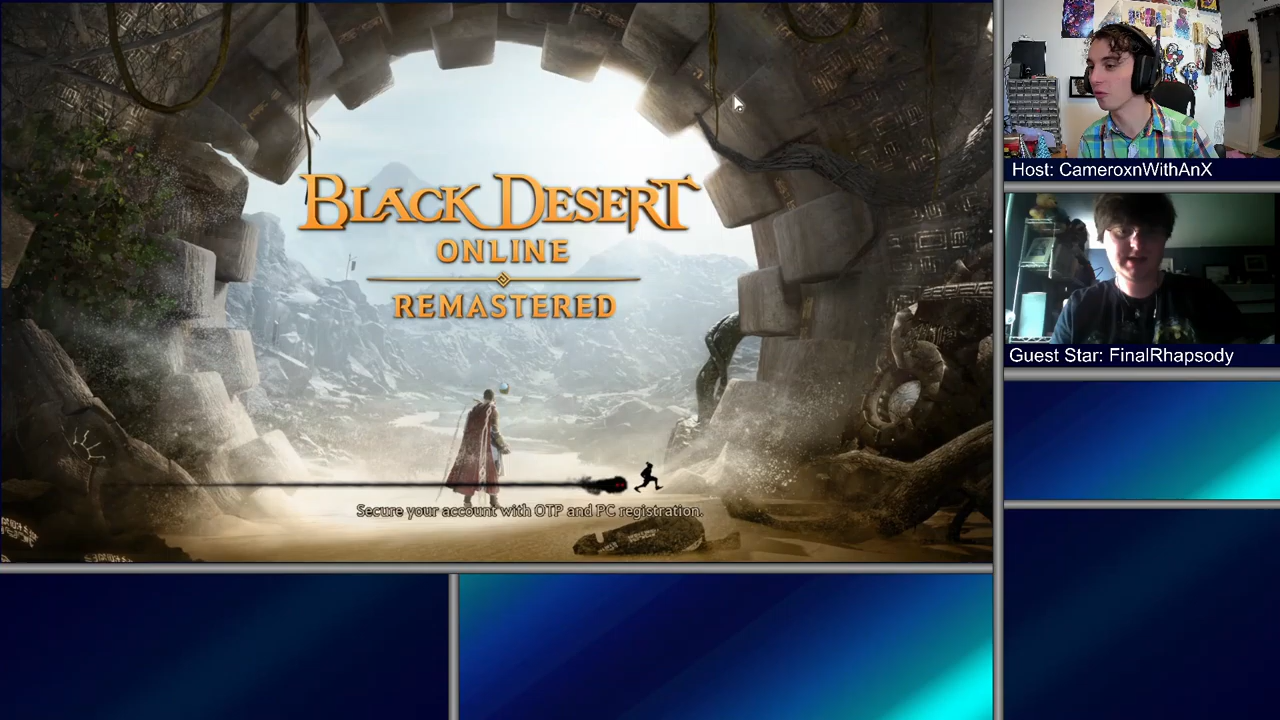 BLACK DESERT
ONLINE
REMASTERED
Secure your account with OTP and PC registration.
Host: CameroxnWithAnX
Guest Star: FinalRhapsody